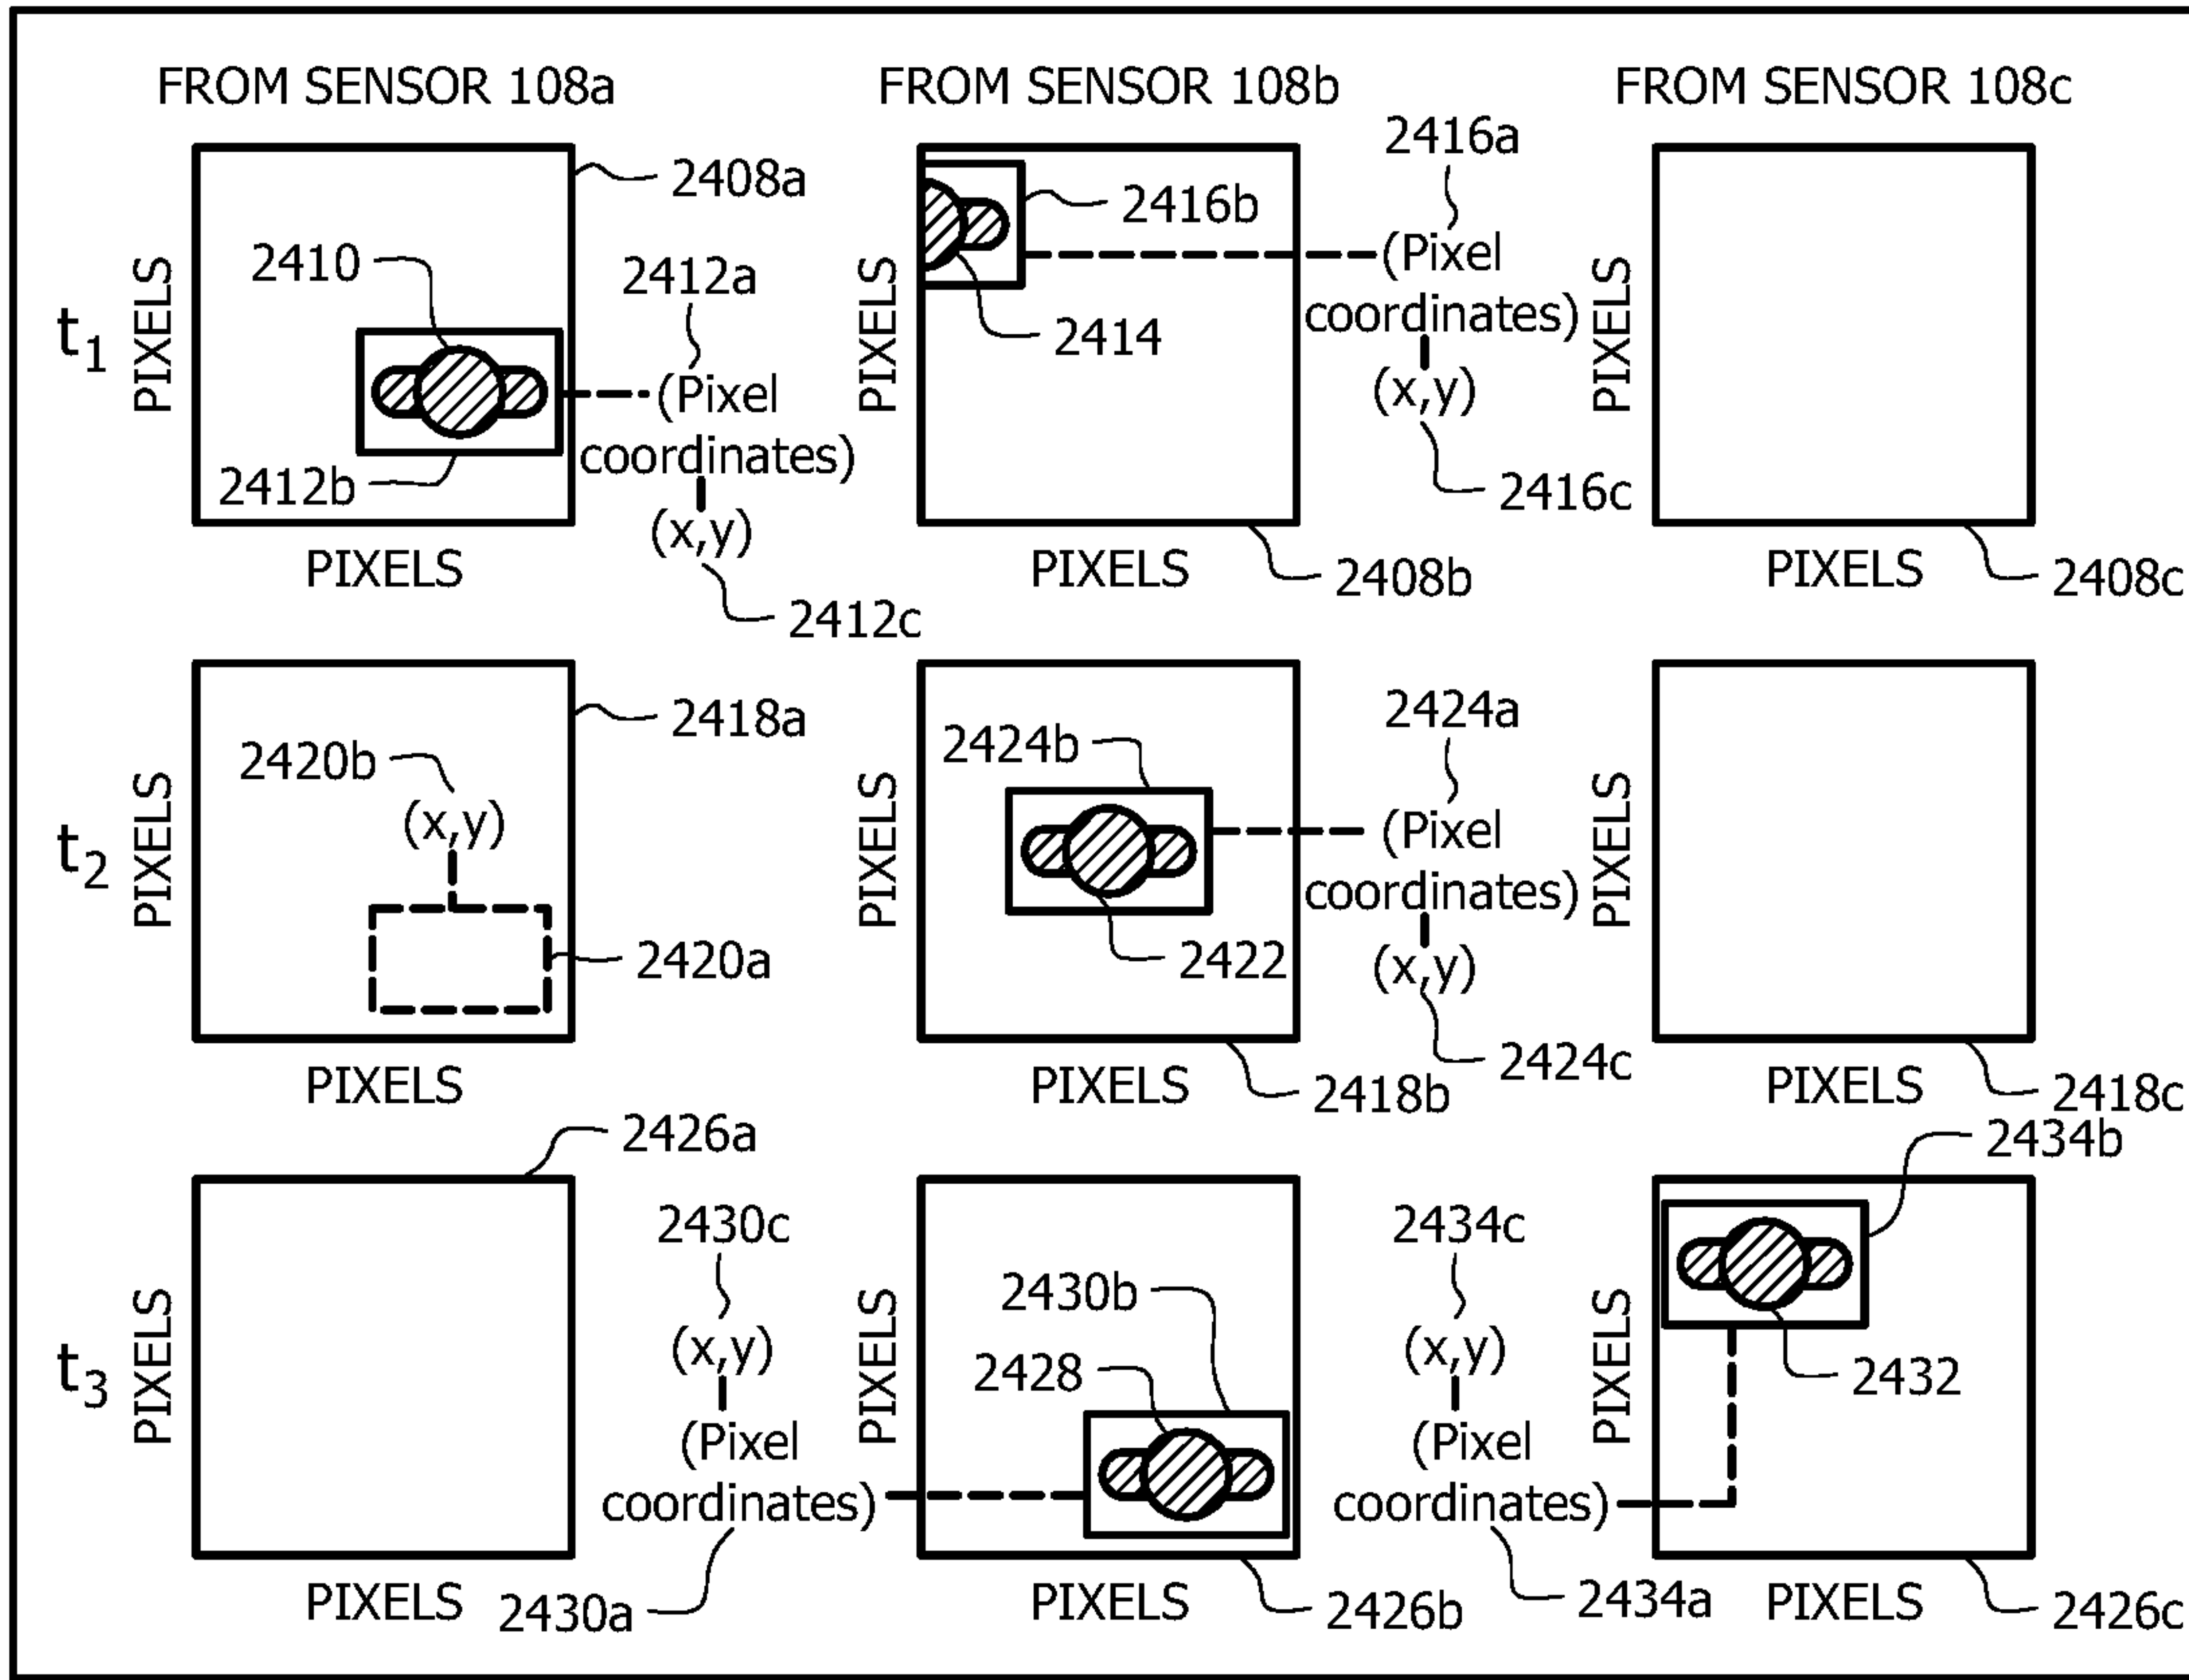 FROM SENSOR 108a
FROM SENSOR 108b
FROM SENSOR 108c
t1
PIXELS
2408a
2410
2412a
(Pixel
coordinates)
(x,y)
2412b
2412c
PIXELS
PIXELS
2416a
2416b
(Pixel
coordinates)
2414
(x,y)
2416c
PIXELS
2408b
PIXELS
PIXELS
2408c
t2
PIXELS
2418a
2420b
(x,y)
2420a
PIXELS
PIXELS
2424a
2424b
(Pixel
coordinates)
2422
(x,y)
2424c
PIXELS
2418b
PIXELS
PIXELS
2418c
t3
PIXELS
2426a
PIXELS
2430c
(x,y)
(Pixel
coordinates)
2430a
PIXELS
2430b
2428
PIXELS
2426b
2434c
(x,y)
(Pixel
coordinates)
2434a
PIXELS
2434b
2432
PIXELS
2426c